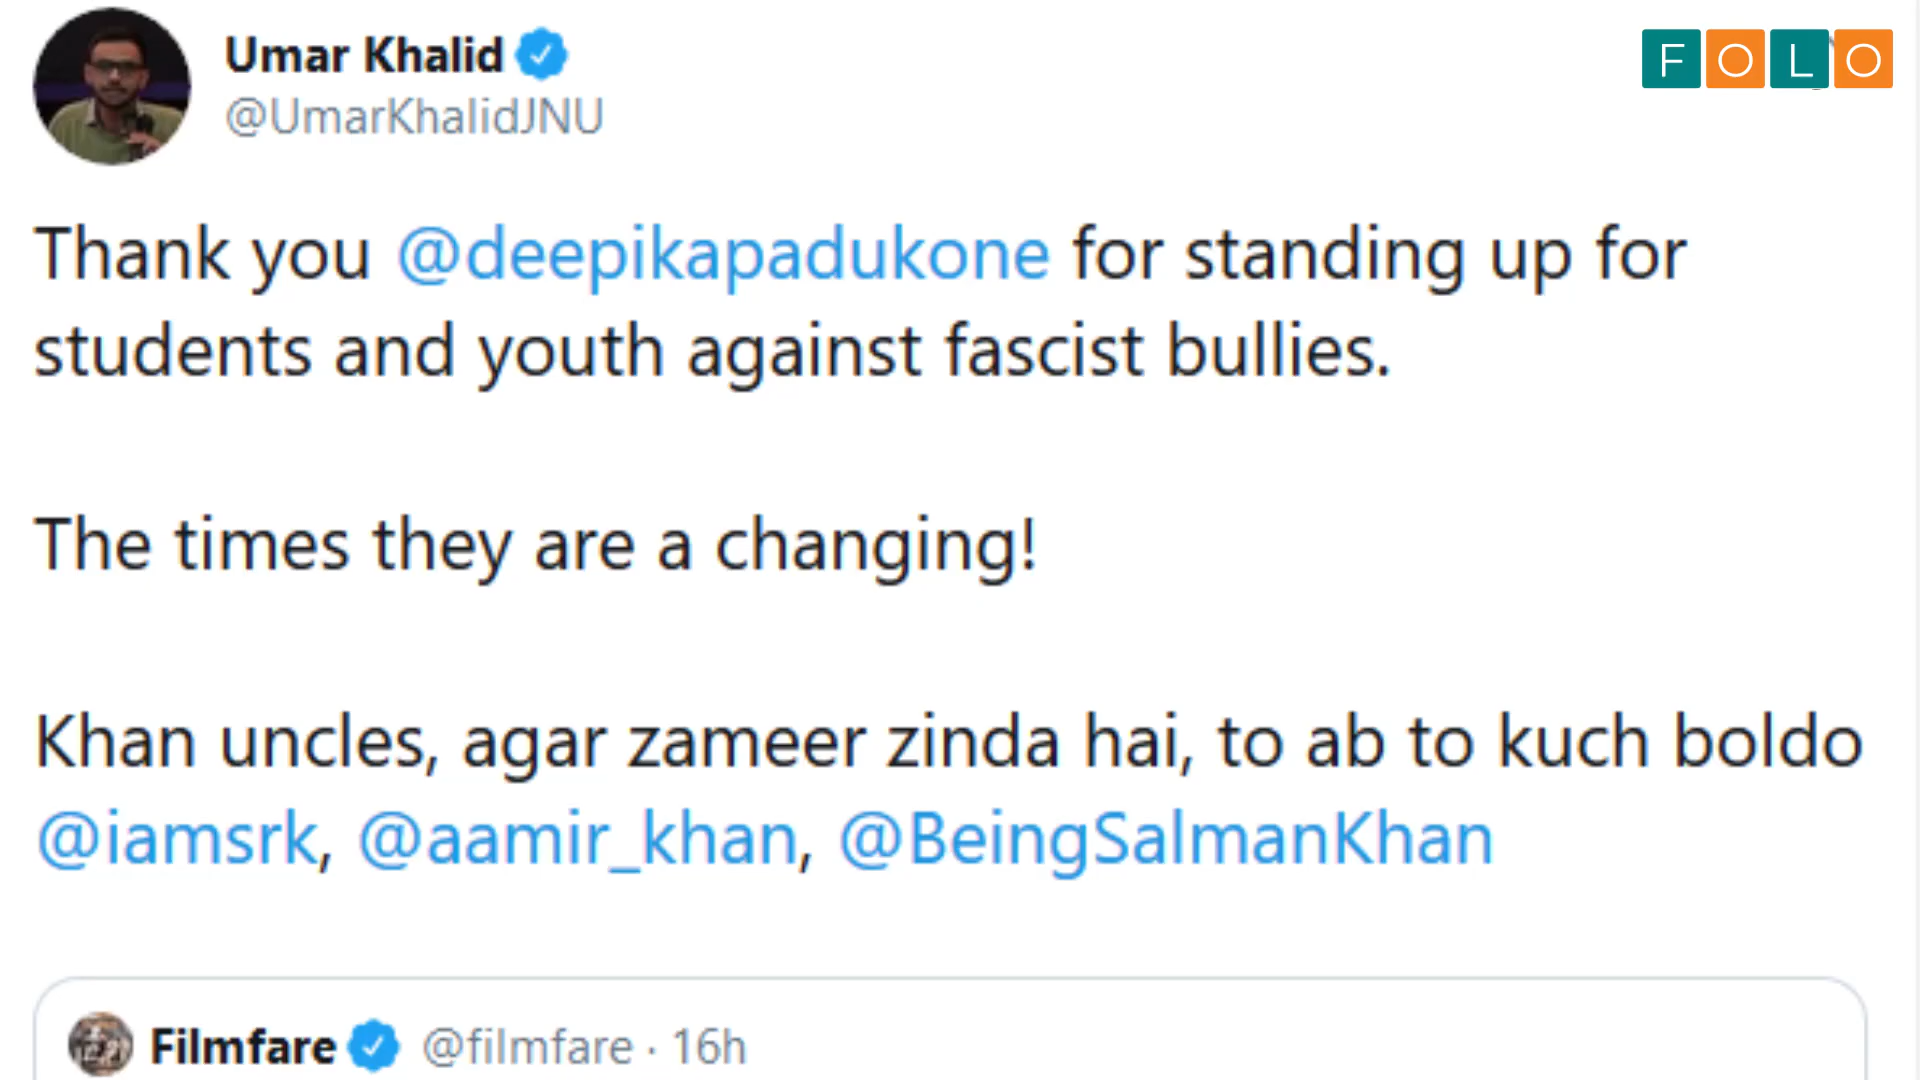 Umar Khalid
@UmarKhalidJNU
FOLO
Thank you @deepikapadukone for standing up for
students and youth against fascist bullies.
The times they are a changing!
Khan uncles, agar zameer zinda hai, to ab to kuch boldo
@iamsrk, @aamir_khan, @BeingSalmanKhan
Filmfare @filmfare · 16h